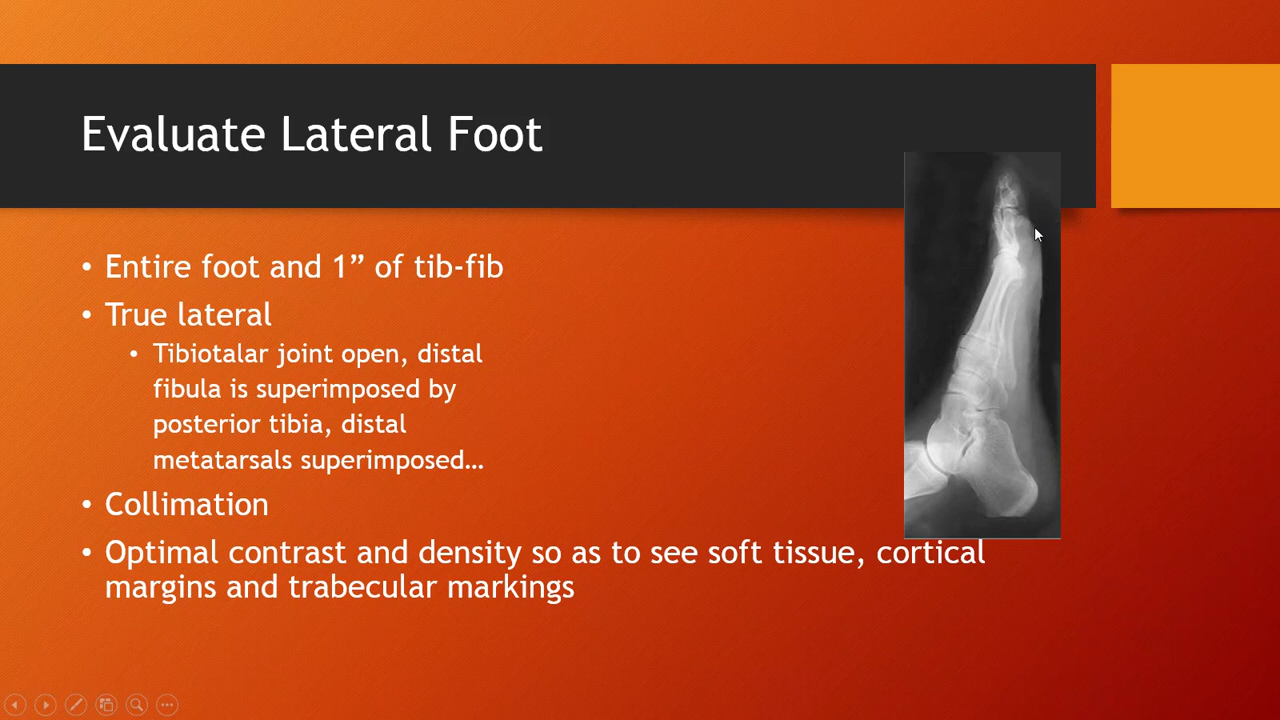 Evaluate Lateral Foot
• Entire foot and 1” of tib-fib
• True lateral
• Tibiotalar joint open, distal
fibula is superimposed by
posterior tibia, distal
metatarsals superimposed…
• Collimation
• Optimal contrast and density so as to see soft tissue, cortical
margins and trabecular markings